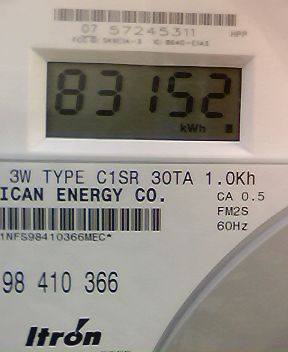 07 57245311 HPP
83152
kWh
3W TYPE C1SR 30TA 1.0Kh
ICAN ENERGY CO. CA 0.5
FM2S
1NFS98410366MEC* 60Hz
98 410 366
Itron